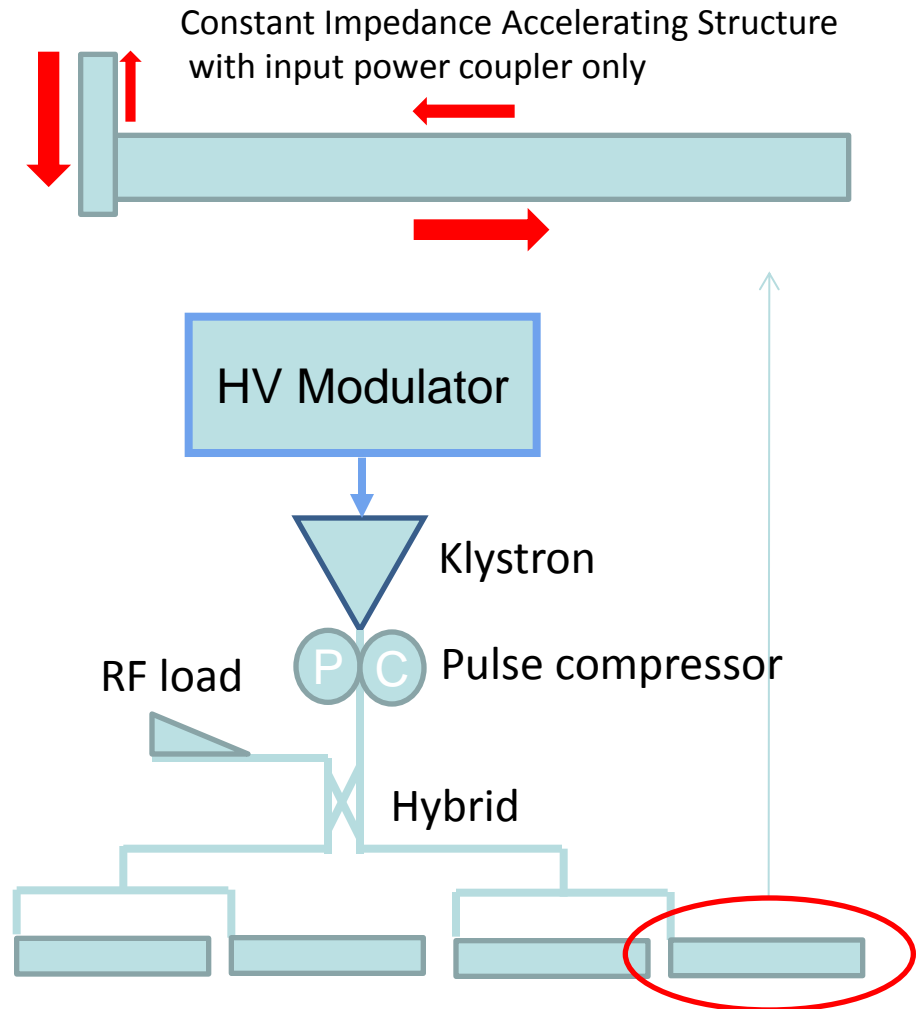 Constant Impedance Accelerating Structure
with input power coupler only
HV Modulator
Klystron
P C
Pulse compressor
RF load
Hybrid